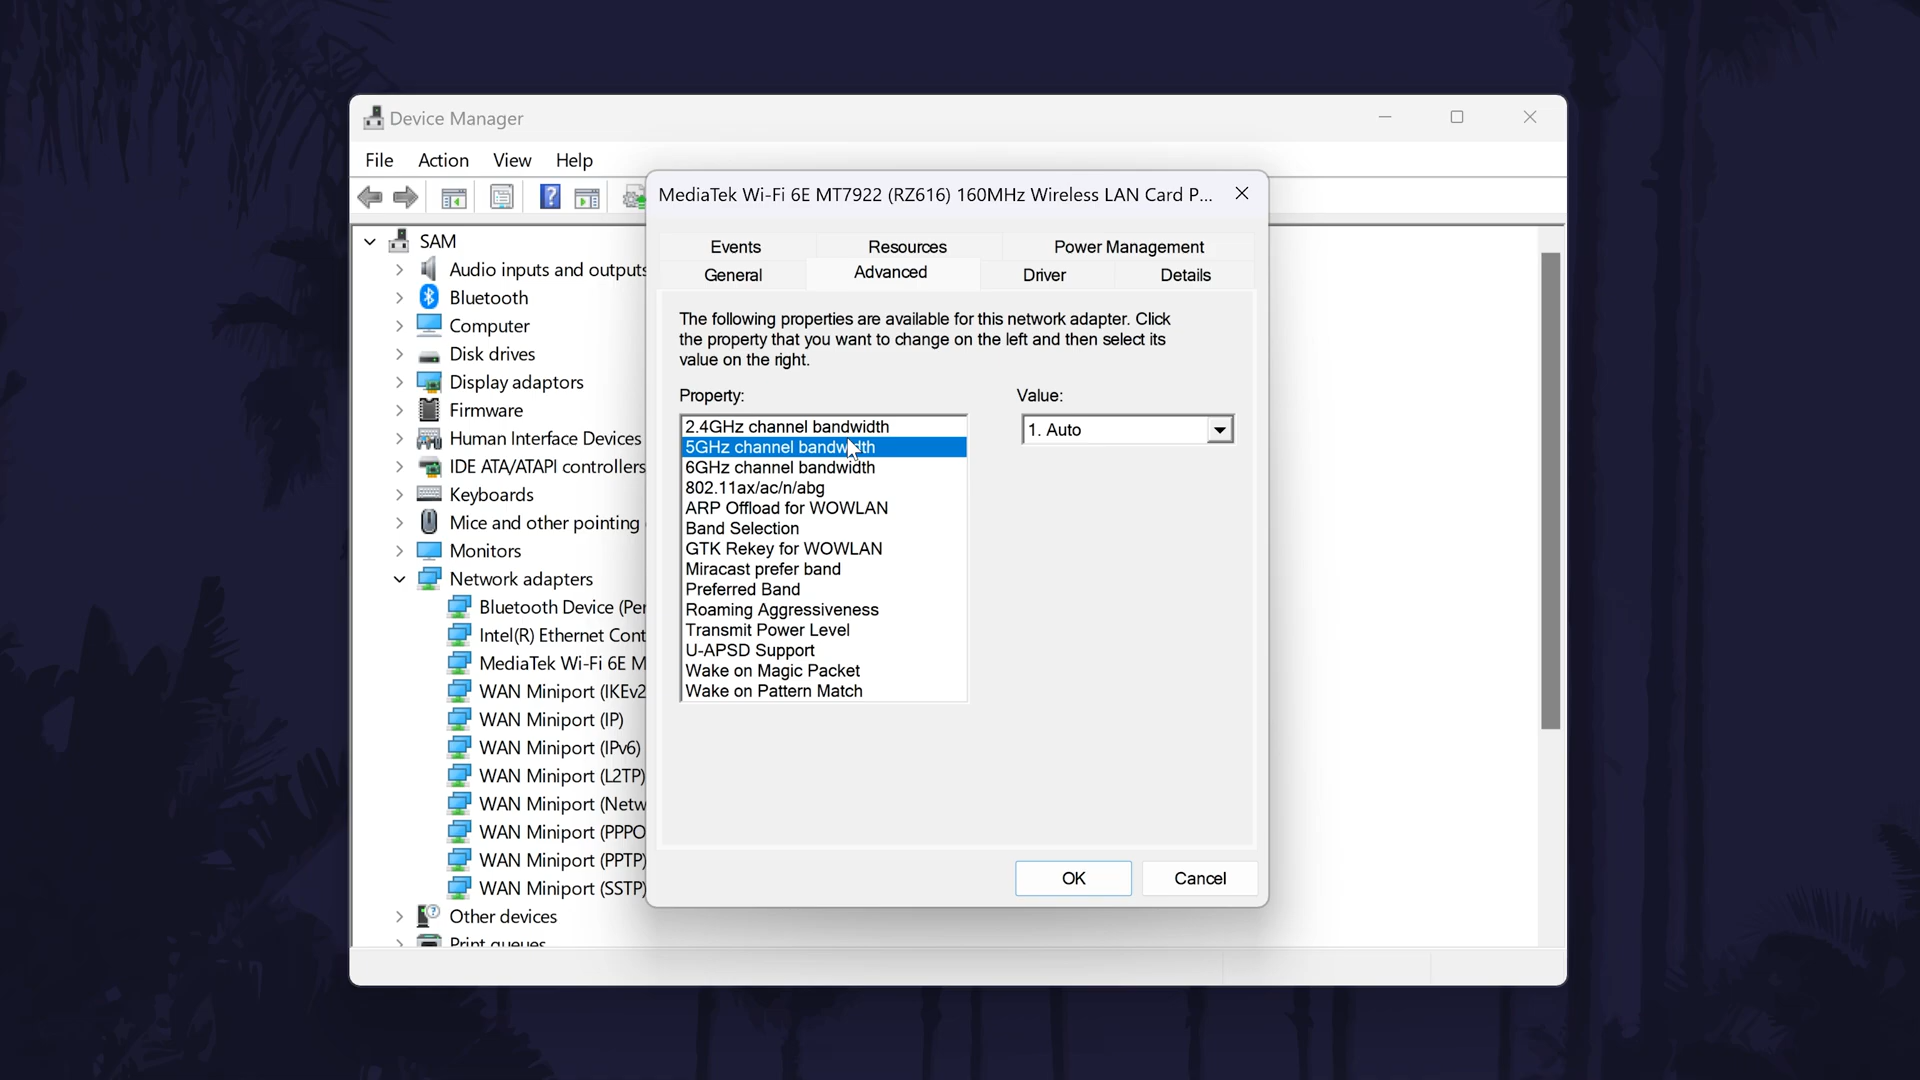 Device Manager
File Action View Help
SAM
Audio inputs and outputs
Bluetooth
Computer
Disk drives
Display adaptors
Firmware
Human Interface Devices
IDE ATA/ATAPI controllers
Keyboards
Mice and other pointing
Monitors
Network adapters
Bluetooth Device (Per
Intel(R) Ethernet Cont
MediaTek Wi-Fi 6E M
WAN Miniport (IKEv2
WAN Miniport (IP)
WAN Miniport (IPv6)
WAN Miniport (L2TP)
WAN Miniport (Netw
WAN Miniport (PPPO
WAN Miniport (PPTP)
WAN Miniport (SSTP)
Other devices
Print queues
MediaTek Wi-Fi 6E MT7922 (RZ616) 160MHz Wireless LAN Card P...
Events Resources Power Management
General Advanced Driver Details
The following properties are available for this network adapter. Click
the property that you want to change on the left and then select its
value on the right.
Property: Value:
2.4GHz channel bandwidth
5GHz channel bandwidth
6GHz channel bandwidth
802.11ax/ac/n/abg
ARP Offload for WOWLAN
Band Selection
GTK Rekey for WOWLAN
Miracast prefer band
Preferred Band
Roaming Aggressiveness
Transmit Power Level
U-APSD Support
Wake on Magic Packet
Wake on Pattern Match
1. Auto
OK Cancel